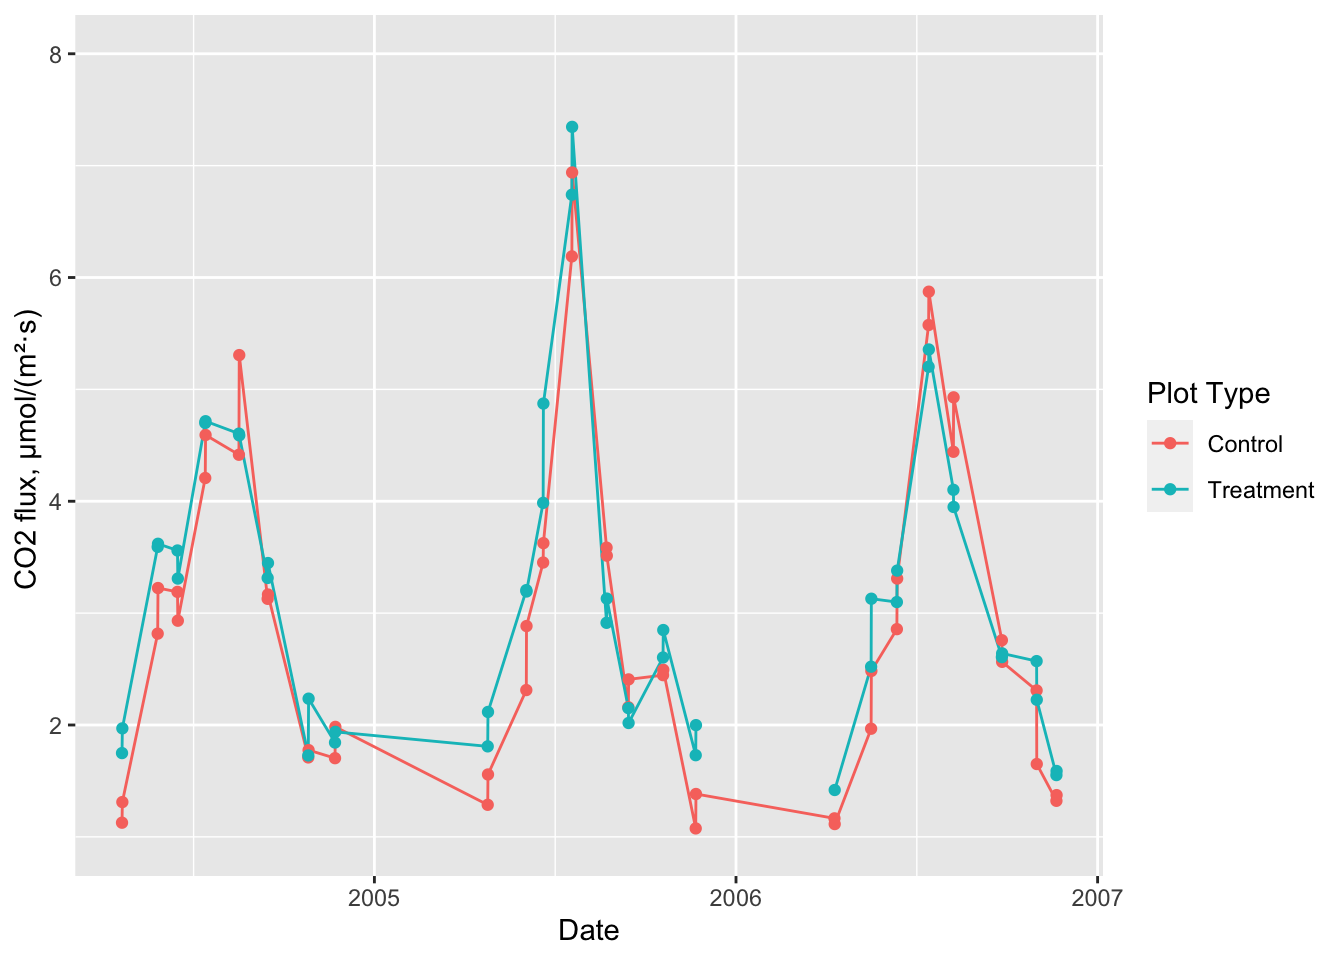 8
6
4
2
CO2 flux, µmol/(m²·s)
2005
2006
2007
Date
Plot Type
Control
Treatment